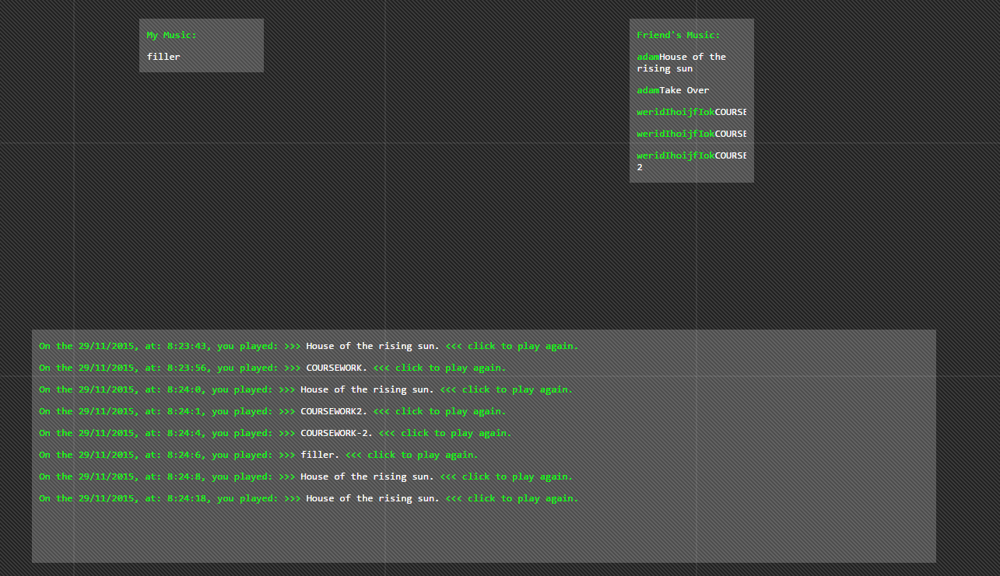 My Music:
filler
Friend's Music:
adamHouse of the
rising sun
adamTake Over
weridIhoijfIokCOURSE
weridIhoijfIokCOURSE
weridIhoijfIokCOURSE
2
On the 29/11/2015, at: 8:23:43, you played: >>> House of the rising sun. <<< click to play again.
On the 29/11/2015, at: 8:23:56, you played: >>> COURSEWORK. <<< click to play again.
On the 29/11/2015, at: 8:24:0, you played: >>> House of the rising sun. <<< click to play again.
On the 29/11/2015, at: 8:24:1, you played: >>> COURSEWORK2. <<< click to play again.
On the 29/11/2015, at: 8:24:4, you played: >>> COURSEWORK-2. <<< click to play again.
On the 29/11/2015, at: 8:24:6, you played: >>> filler. <<< click to play again.
On the 29/11/2015, at: 8:24:8, you played: >>> House of the rising sun. <<< click to play again.
On the 29/11/2015, at: 8:24:18, you played: >>> House of the rising sun. <<< click to play again.